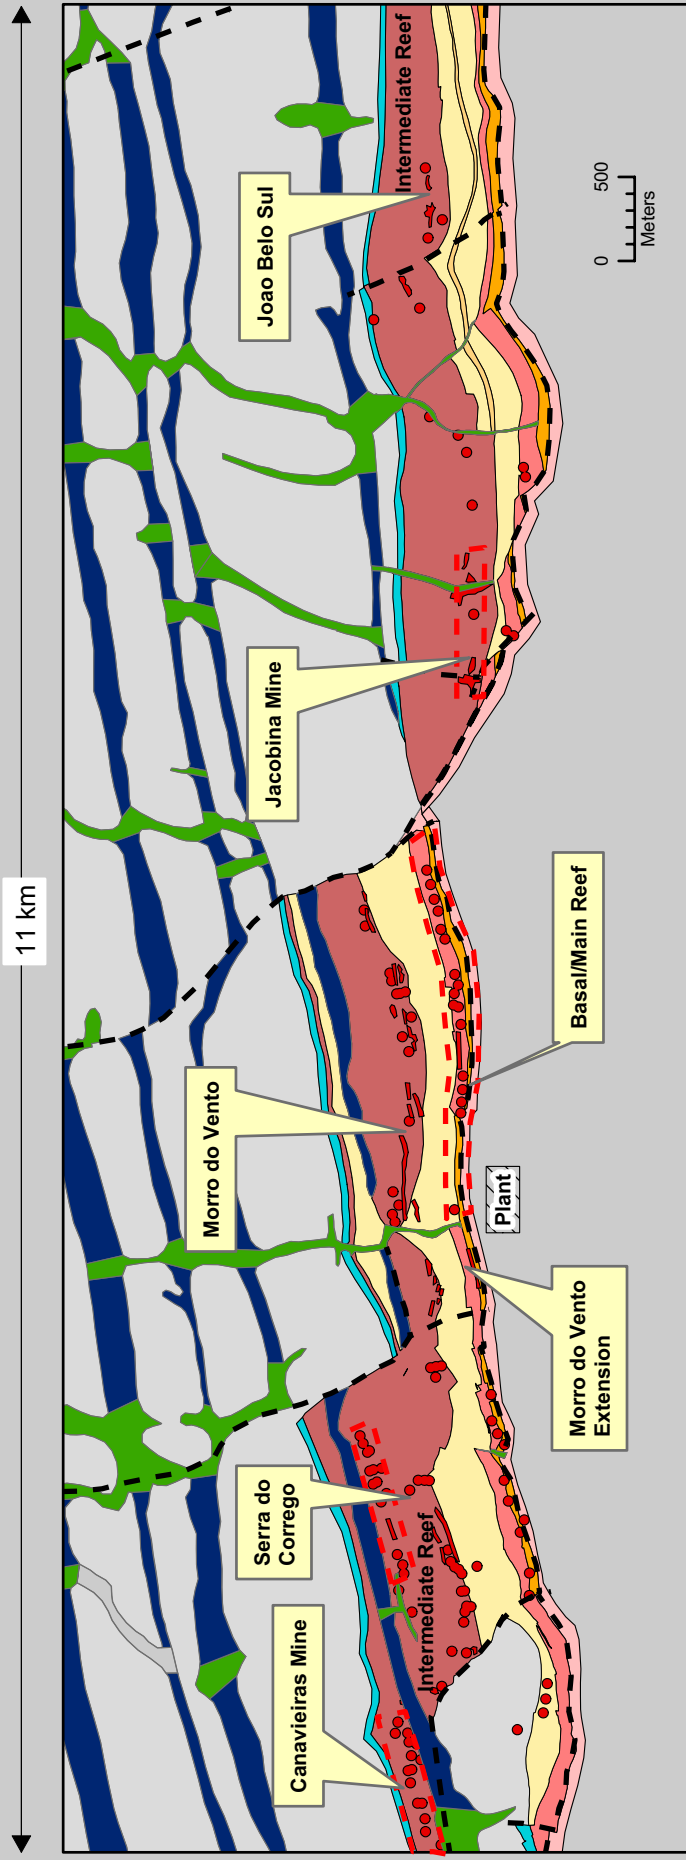 11 km
Canavieiras Mine
Serra do
Corrego
Intermediate Reef
Morro do Vento
Morro do Vento
Extension
Plant
Basal/Main Reef
Jacobina Mine
Joao Belo Sul
Intermediate Reef
0 500
Meters